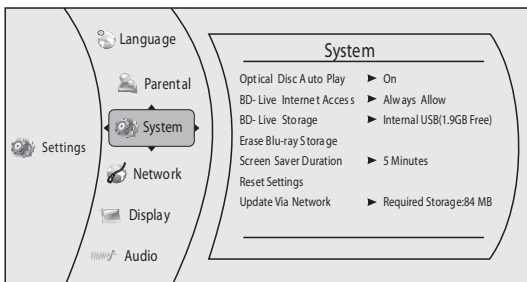 Settings
Language
Parental
System
Network
Display
Audio
System
Optical Disc Auto Play ► On
BD- Live Internet Access ► Always Allow
BD- Live Storage ► Internal USB(1.9GB Free)
Erase Blu-ray Storage
Screen Saver Duration ► 5 Minutes
Reset Settings
Update Via Network ► Required Storage:84 MB